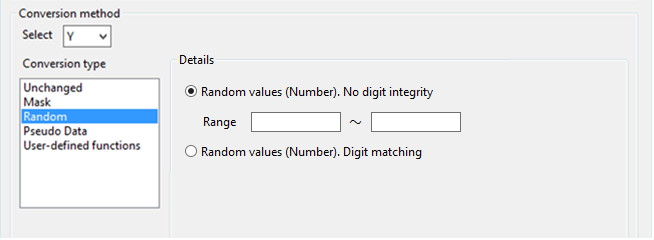 Conversion method
Select Y
Conversion type
Unchanged
Mask
Random
Pseudo Data
User-defined functions
Details
Random values (Number). No digit integrity
Range ～
Random values (Number). Digit matching